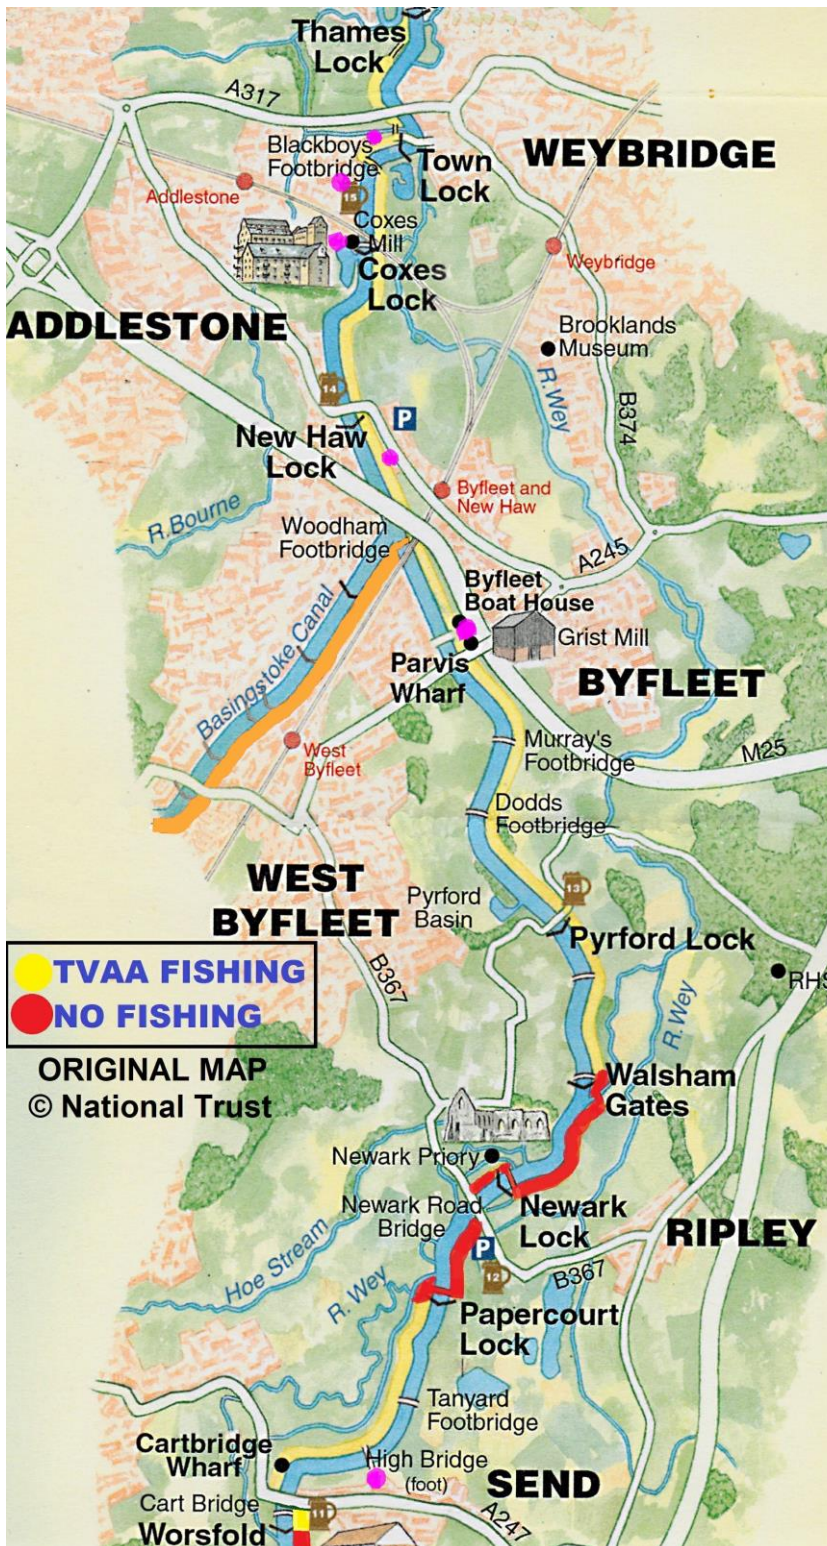 Thames
Lock
A317
Blackboys
Footbridge
WEYBRIDGE
Town
Lock
Addlestone
15
Coxes
Mill
Coxes
Lock
Weybridge
ADDLESTONE
Brooklands
Museum
R.Wey
B374
14
P
New Haw
Lock
Byfleet and
New Haw
R.Bourne
Woodham
Footbridge
A245
Byfleet
Boat House
Grist Mill
Basingstoke Canal
Parvis
Wharf
BYFLEET
West
Byfleet
Murray's
Footbridge
M25
Dodds
Footbridge
WEST
BYFLEET
13
Pyrford
Basin
Pyrford Lock
TVAA FISHING
NO FISHING
B367
RHS
R.Wey
ORIGINAL MAP
© National Trust
Walsham
Gates
Newark Priory
Newark Road
Bridge
Newark
Lock
RIPLEY
Hoe Stream
P
12
B367
R. Wey
Papercourt
Lock
Tanyard
Footbridge
Cartbridge
Wharf
High Bridge
(foot)
SEND
Cart Bridge
11
A247
Worsfold